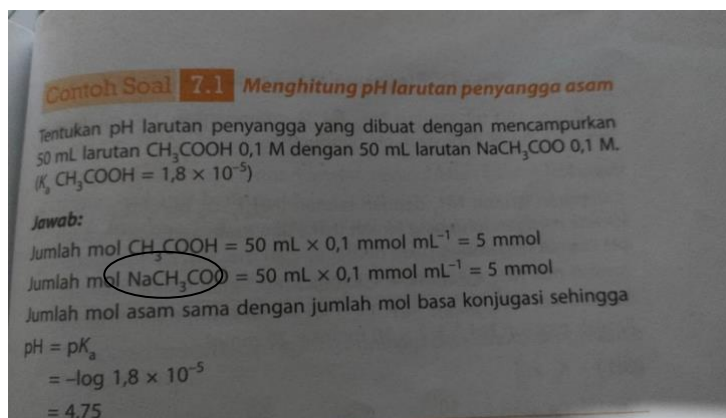 Contoh Soal 7.1 Menghitung pH larutan penyangga asam
Tentukan pH larutan penyangga yang dibuat dengan mencampurkan
50 mL larutan CH₃COOH 0,1 M dengan 50 mL larutan NaCH₃COO 0,1 M.
(Kₐ CH₃COOH = 1,8 × 10⁻⁵)
Jawab:
Jumlah mol CH₃COOH = 50 mL × 0,1 mmol mL⁻¹ = 5 mmol
Jumlah mol NaCH₃COO = 50 mL × 0,1 mmol mL⁻¹ = 5 mmol
Jumlah mol asam sama dengan jumlah mol basa konjugasi sehingga
pH = pKₐ
= –log 1,8 × 10⁻⁵
= 4,75